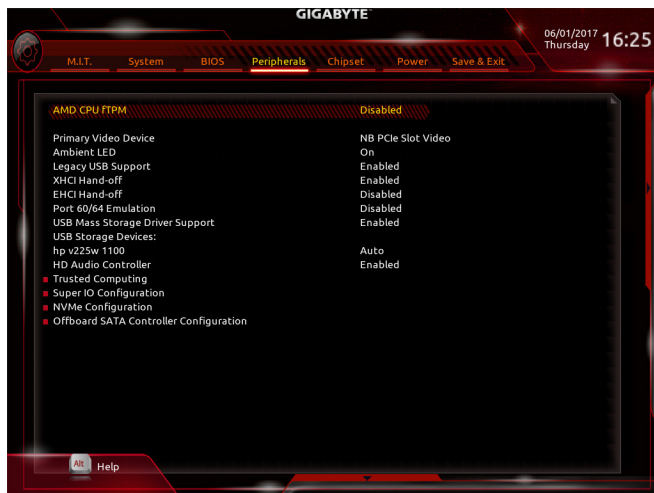 GIGABYTE
06/01/2017 16:25
Thursday
M.I.T. System BIOS Peripherals Chipset Power Save & Exit
AMD CPU fTPM Disabled
Primary Video Device NB PCIe Slot Video
Ambient LED On
Legacy USB Support Enabled
XHCI Hand-off Enabled
EHCI Hand-off Disabled
Port 60/64 Emulation Disabled
USB Mass Storage Driver Support Enabled
USB Storage Devices:
hp v225w 1100 Auto
HD Audio Controller Enabled
Trusted Computing
Super IO Configuration
NVMe Configuration
Offboard SATA Controller Configuration
Alt Help